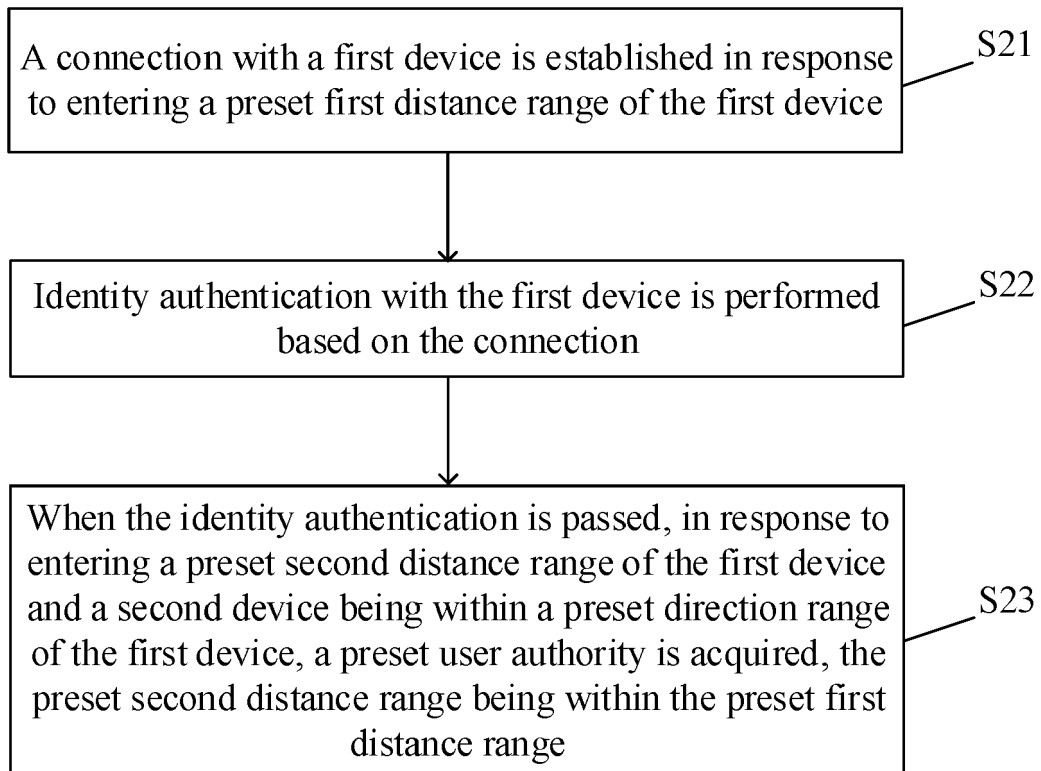 A connection with a first device is established in response
to entering a preset first distance range of the first device
S21
Identity authentication with the first device is performed
based on the connection
S22
When the identity authentication is passed, in response to
entering a preset second distance range of the first device
and a second device being within a preset direction range
of the first device, a preset user authority is acquired, the
preset second distance range being within the preset first
distance range
S23